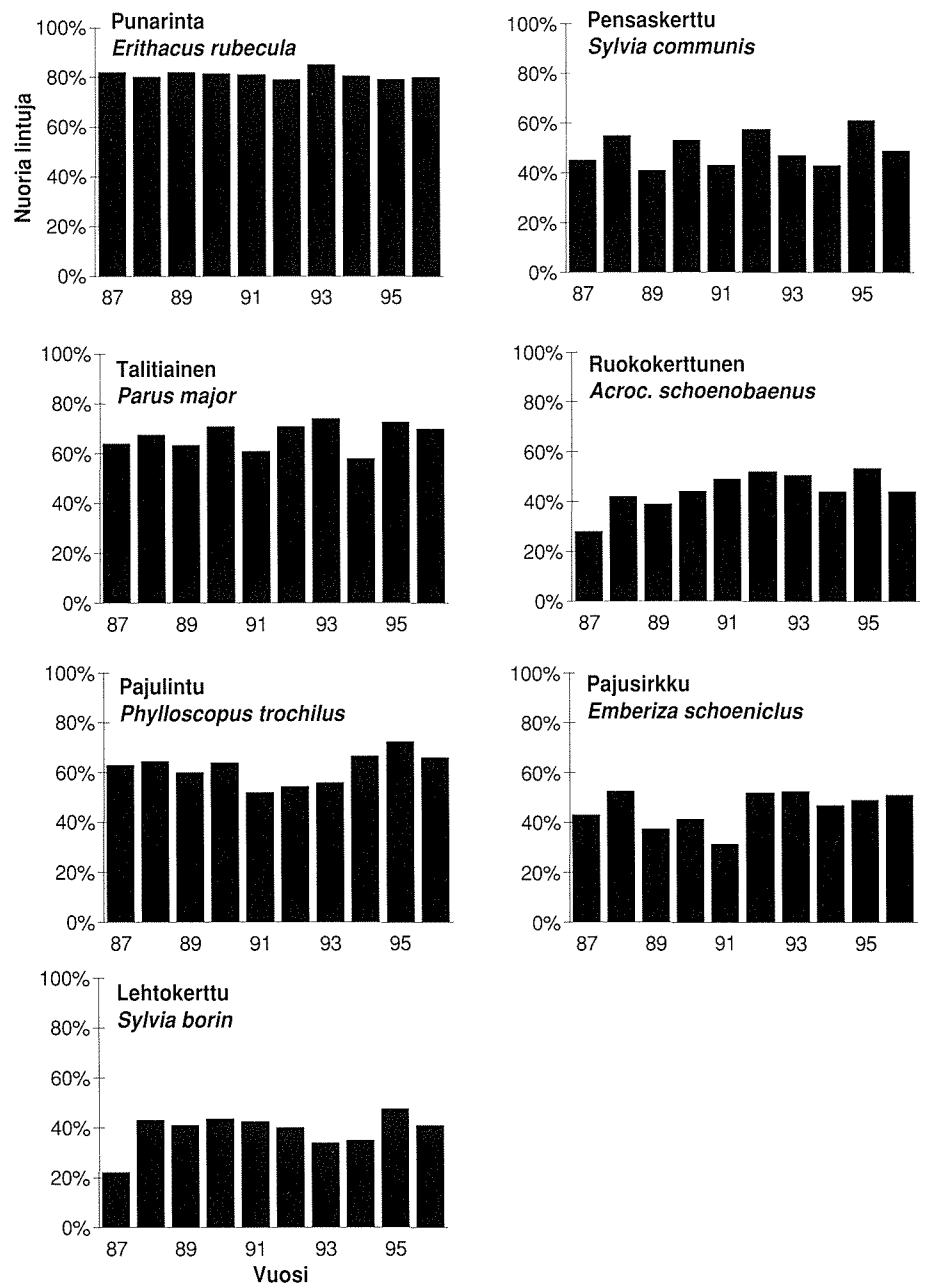 Punarinta
Erithacus rubecula
Nuoria lintuja
100%
80%
60%
40%
20%
0%
87 89 91 93 95
Pensaskerttu
Sylvia communis
100%
80%
60%
40%
20%
0%
87 89 91 93 95
Talitiainen
Parus major
100%
80%
60%
40%
20%
0%
87 89 91 93 95
Ruokokerttunen
Acroc. schoenobaenus
100%
80%
60%
40%
20%
0%
87 89 91 93 95
Pajulintu
Phylloscopus trochilus
100%
80%
60%
40%
20%
0%
87 89 91 93 95
Pajusirkku
Emberiza schoeniclus
100%
80%
60%
40%
20%
0%
87 89 91 93 95
Lehtokerttu
Sylvia borin
100%
80%
60%
40%
20%
0%
87 89 91 93 95
Vuosi